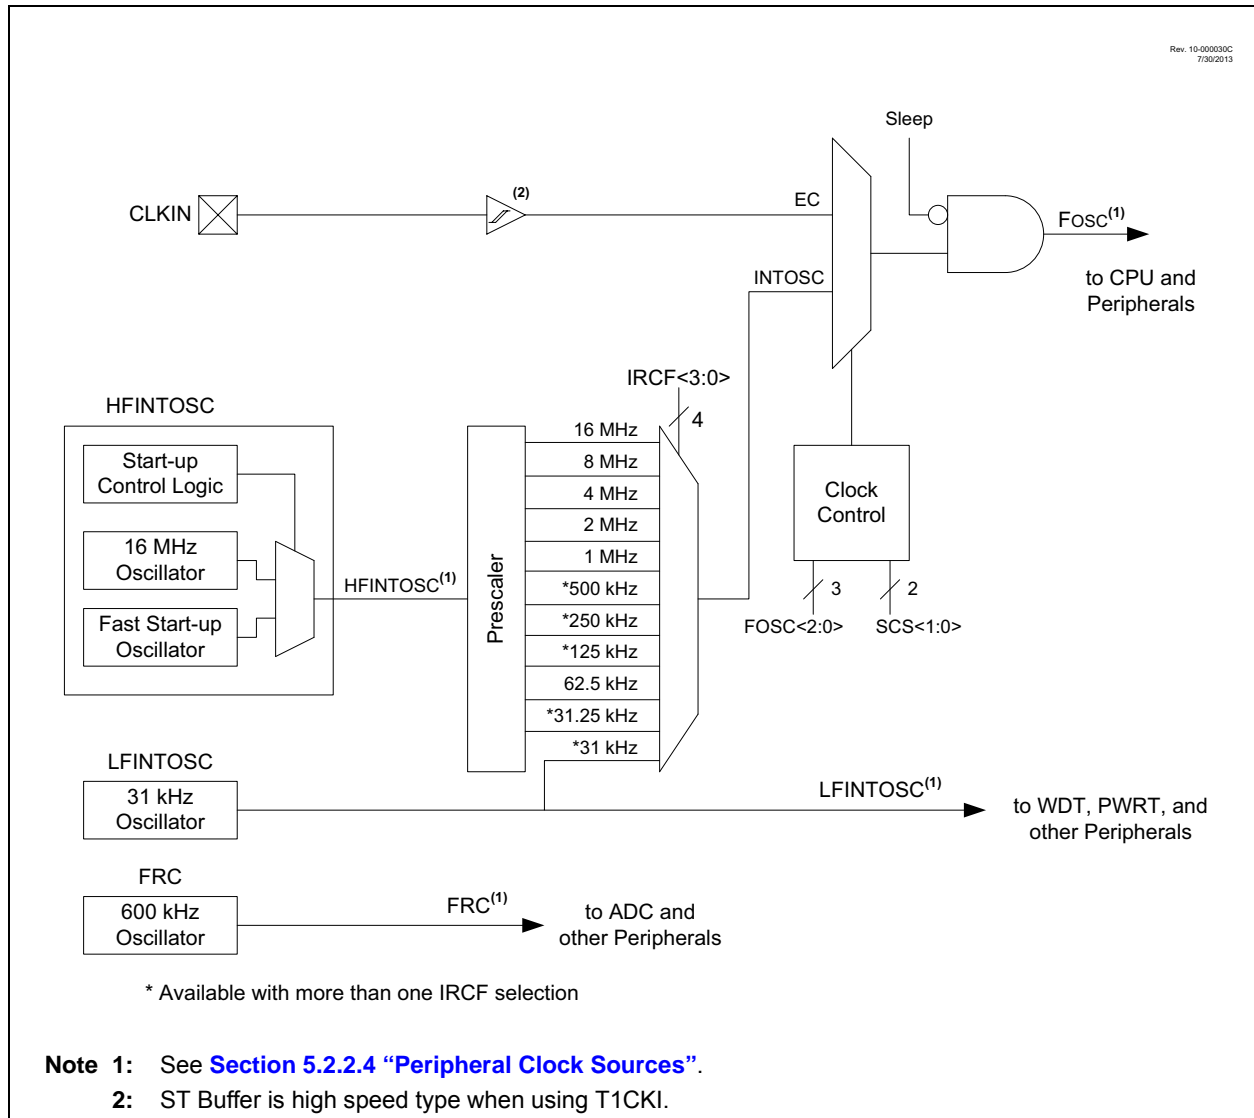 Rev. 10-000030C
7/30/2013
Sleep
CLKIN
(2)
EC
FOSC(1)
to CPU and
Peripherals
INTOSC
IRCF<3:0>
4
HFINTOSC
Start-up
Control Logic
16 MHz
Oscillator
Fast Start-up
Oscillator
HFINTOSC(1)
Prescaler
16 MHz
8 MHz
4 MHz
2 MHz
1 MHz
*500 kHz
*250 kHz
*125 kHz
62.5 kHz
*31.25 kHz
*31 kHz
Clock
Control
3
2
FOSC<2:0>
SCS<1:0>
LFINTOSC
31 kHz
Oscillator
LFINTOSC(1)
to WDT, PWRT, and
other Peripherals
FRC
600 kHz
Oscillator
FRC(1)
to ADC and
other Peripherals
* Available with more than one IRCF selection
Note 1: See Section 5.2.2.4 “Peripheral Clock Sources”.
2: ST Buffer is high speed type when using T1CKI.